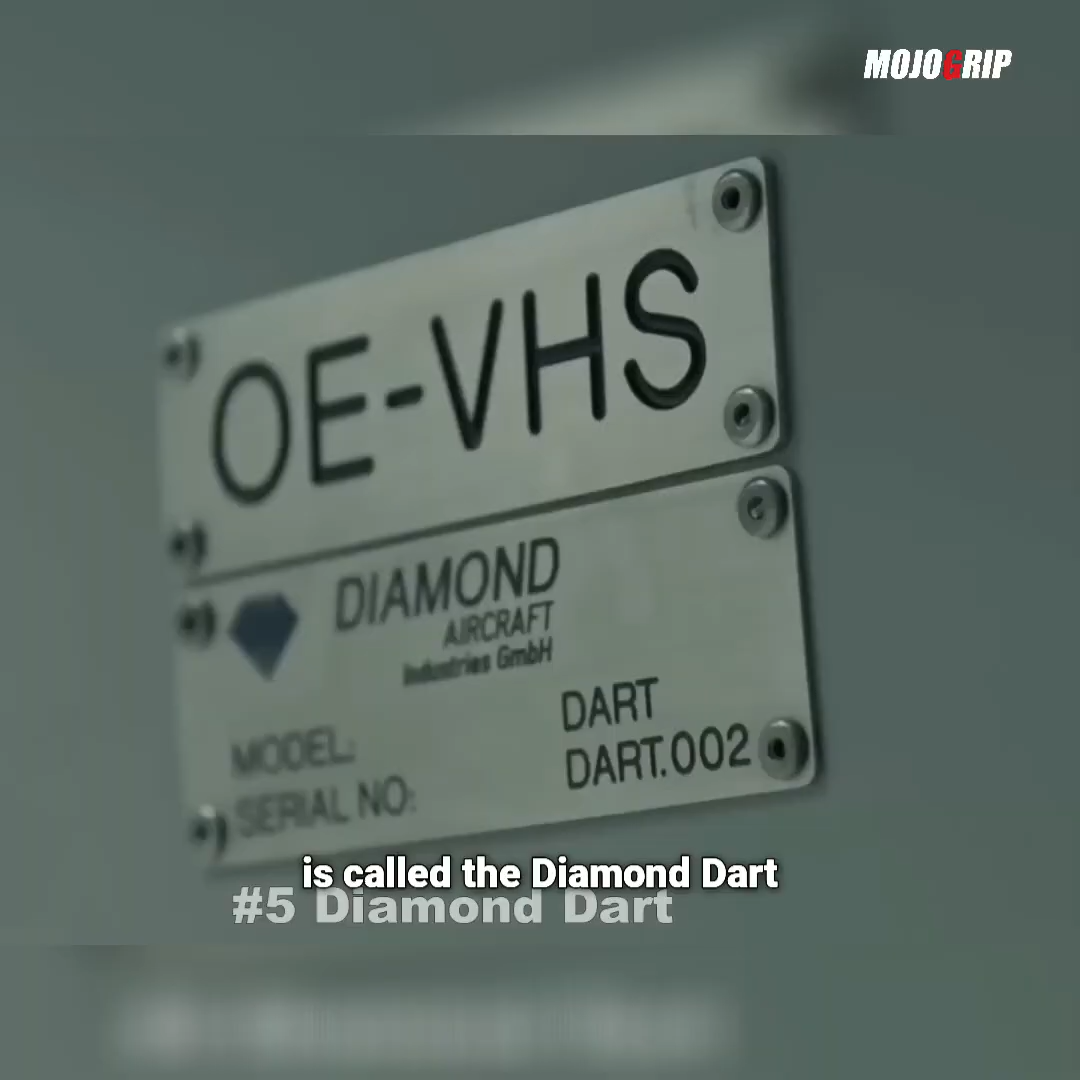 MOJOGRIP
OE-VHS
DIAMOND
AIRCRAFT
Industries GmbH
MODEL: DART
SERIAL NO: DART.002
is called the Diamond Dart
#5 Diamond Dart